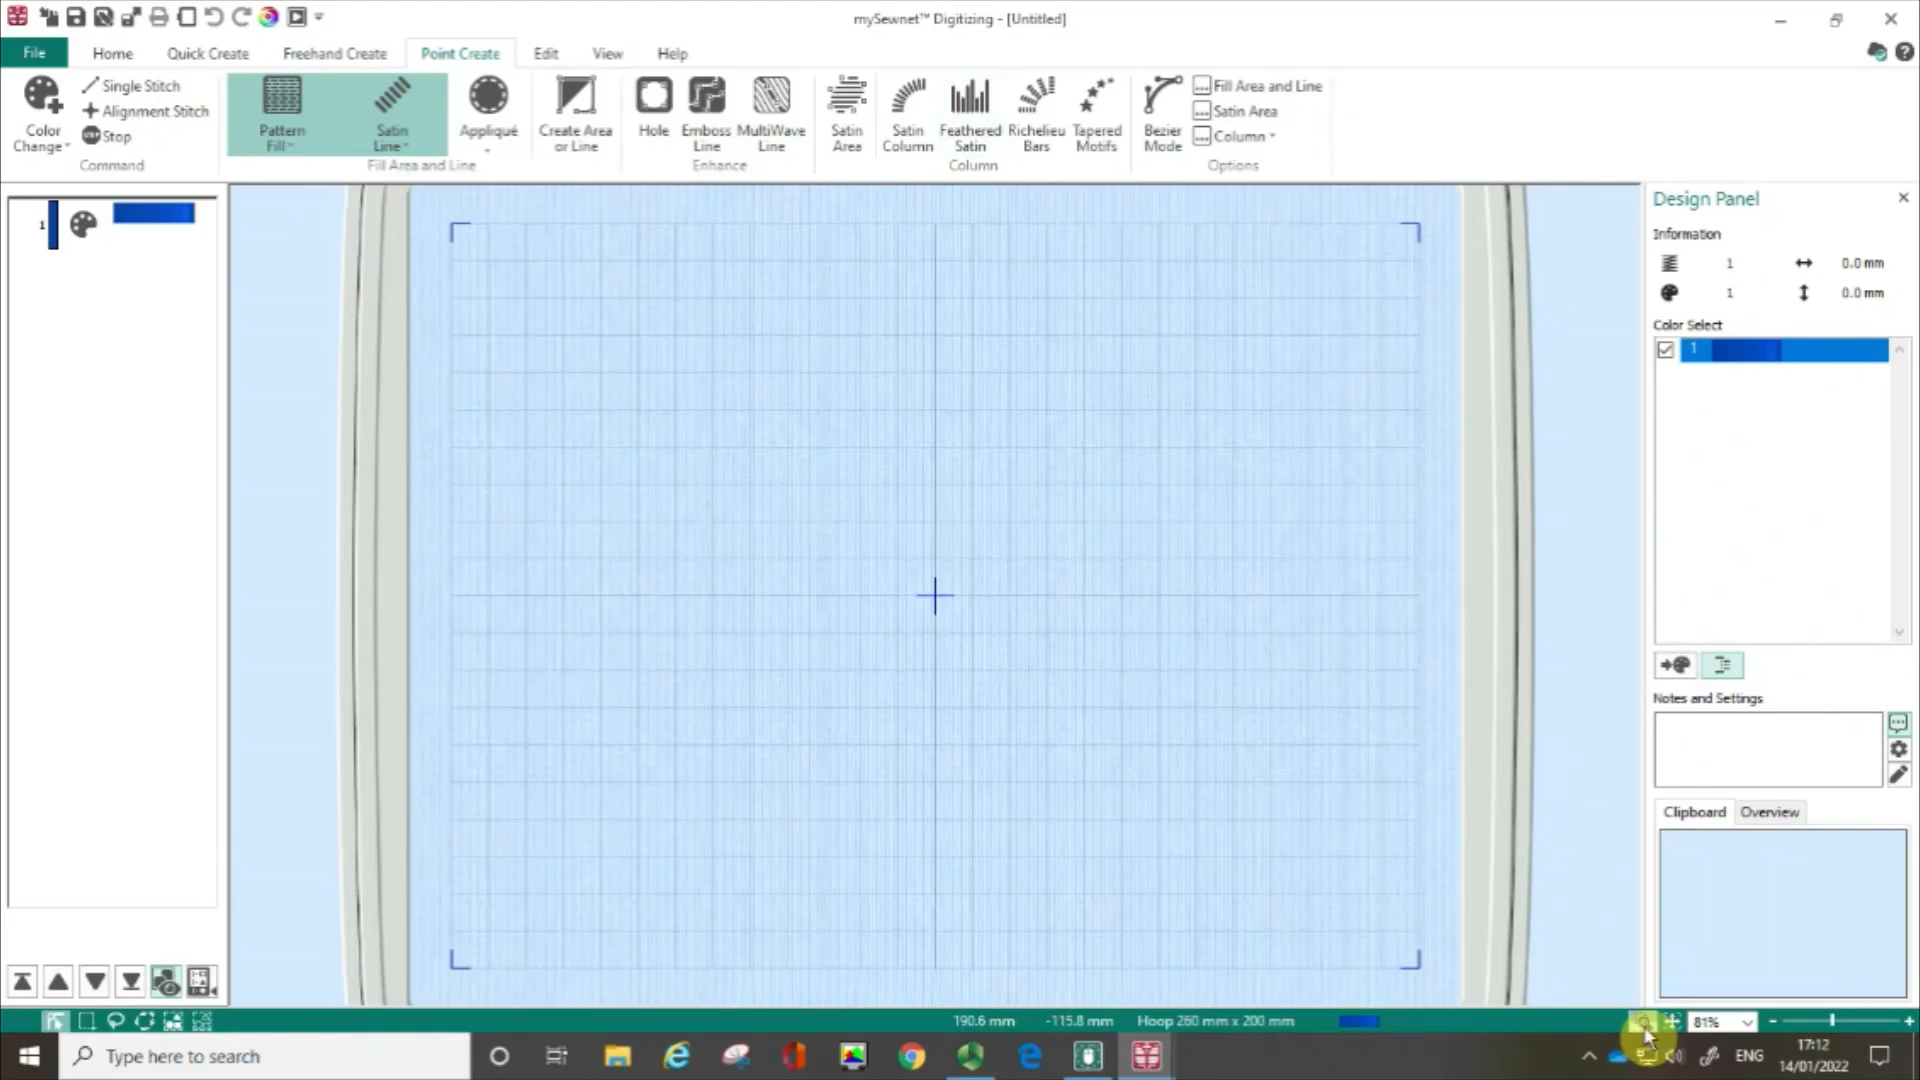 mySewnet™ Digitizing - [Untitled]
File
Home
Quick Create
Freehand Create
Point Create
Edit
View
Help
Color Change
Single Stitch
Alignment Stitch
STOP
Stop
Command
Pattern Fill
Satin Line
Appliqué
Create Area or Line
Fill Area and Line
Hole
Emboss Line
MultiWave Line
Enhance
Satin Area
Satin Column
Feathered Satin
Richelieu Bars
Tapered Motifs
Column
Bezier Mode
Fill Area and Line
Satin Area
Column
Options
1
Design Panel
Information
1
0.0 mm
1
0.0 mm
Color Select
1
Notes and Settings
Clipboard
Overview
190.6 mm
-115.8 mm
Hoop 260 mm x 200 mm
81%
Type here to search
ENG
17:12
14/01/2022